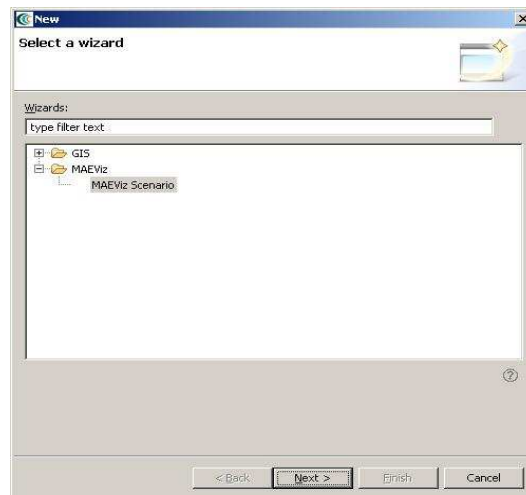 New
Select a wizard
Wizards:
type filter text
GIS
MAEViz
MAEViz Scenario
< Back Next > Finish Cancel